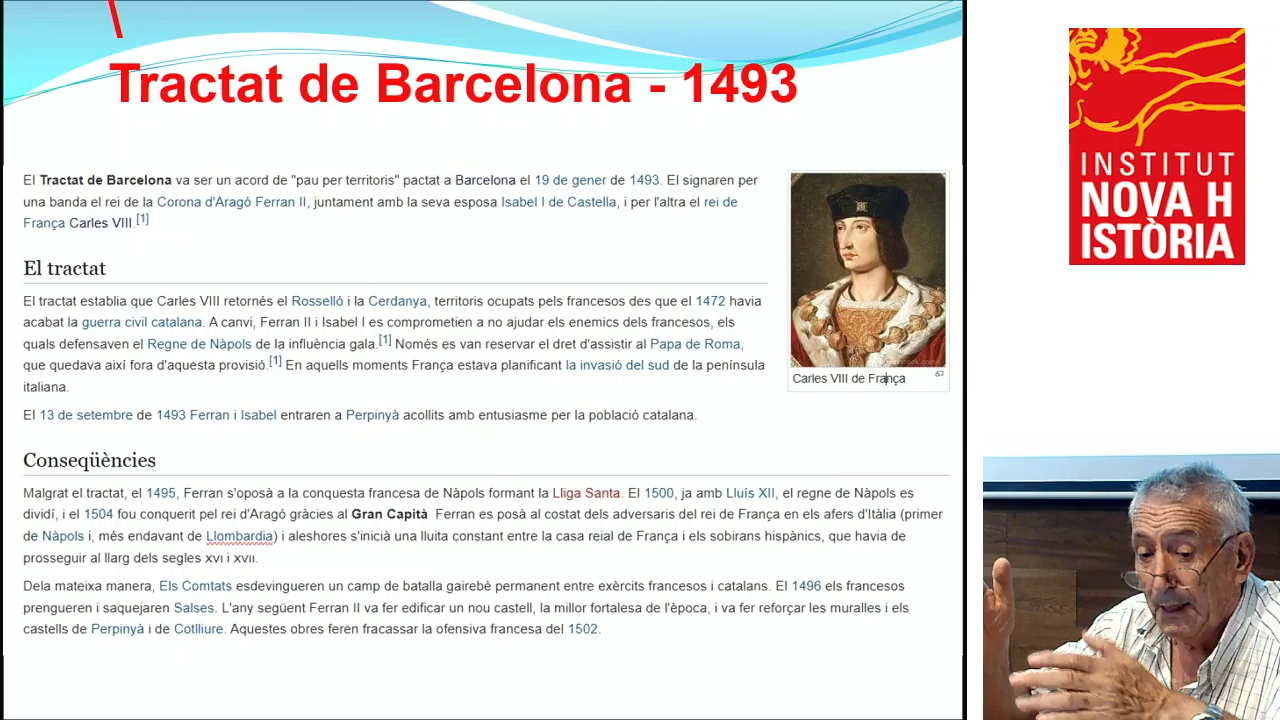 \
Tractat de Barcelona - 1493
El Tractat de Barcelona va ser un acord de "pau per territoris" pactat a Barcelona el 19 de gener de 1493. El signaren per
una banda el rei de la Corona d'Aragó Ferran II, juntament amb la seva esposa Isabel I de Castella, i per l'altra el rei de
França Carles VIII.[1]
El tractat
El tractat establia que Carles VIII retornés el Rosselló i la Cerdanya, territoris ocupats pels francesos des que el 1472 havia
acabat la guerra civil catalana. A canvi, Ferran II i Isabel I es comprometien a no ajudar els enemics dels francesos, els
quals defensaven el Regne de Nàpols de la influència gala.[1] Només es van reservar el dret d'assistir al Papa de Roma,
que quedava així fora d'aquesta provisió.[1] En aquells moments França estava planificant la invasió del sud de la península
italiana.
El 13 de setembre de 1493 Ferran i Isabel entraren a Perpinyà acollits amb entusiasme per la població catalana.
Carles VIII de França
Conseqüències
Malgrat el tractat, el 1495, Ferran s'oposà a la conquesta francesa de Nàpols formant la Lliga Santa. El 1500, ja amb Lluís XII, el regne de Nàpols es
dividí, i el 1504 fou conquerit pel rei d'Aragó gràcies al Gran Capità Ferran es posà al costat dels adversaris del rei de França en els afers d'Itàlia (primer
de Nàpols i, més endavant de Llombardia) i aleshores s'inicià una lluita constant entre la casa reial de França i els sobirans hispànics, que havia de
prosseguir al llarg dels segles XVI i XVII.
Dela mateixa manera, Els Comtats esdevingueren un camp de batalla gairebé permanent entre exèrcits francesos i catalans. El 1496 els francesos
prengueren i saquejaren Salses. L'any següent Ferran II va fer edificar un nou castell, la millor fortalesa de l'època, i va fer reforçar les muralles i els
castells de Perpinyà i de Cotlliure. Aquestes obres feren fracassar la ofensiva francesa del 1502.
INSTITUT
NOVA H
ISTÒRIA